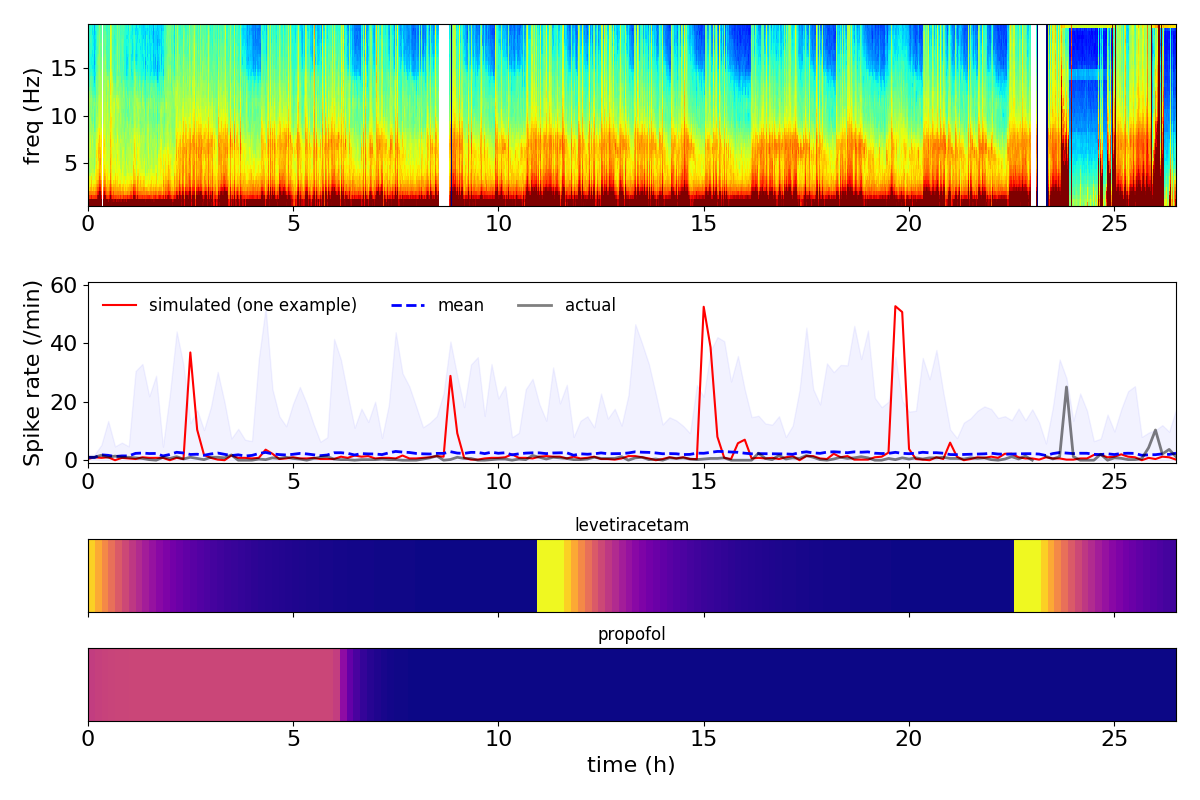 freq (Hz)
15
10
5
0 5 10 15 20 25
Spike rate (/min)
60
40
20
0
simulated (one example) mean actual
0 5 10 15 20 25
levetiracetam
propofol
0 5 10 15 20 25
time (h)